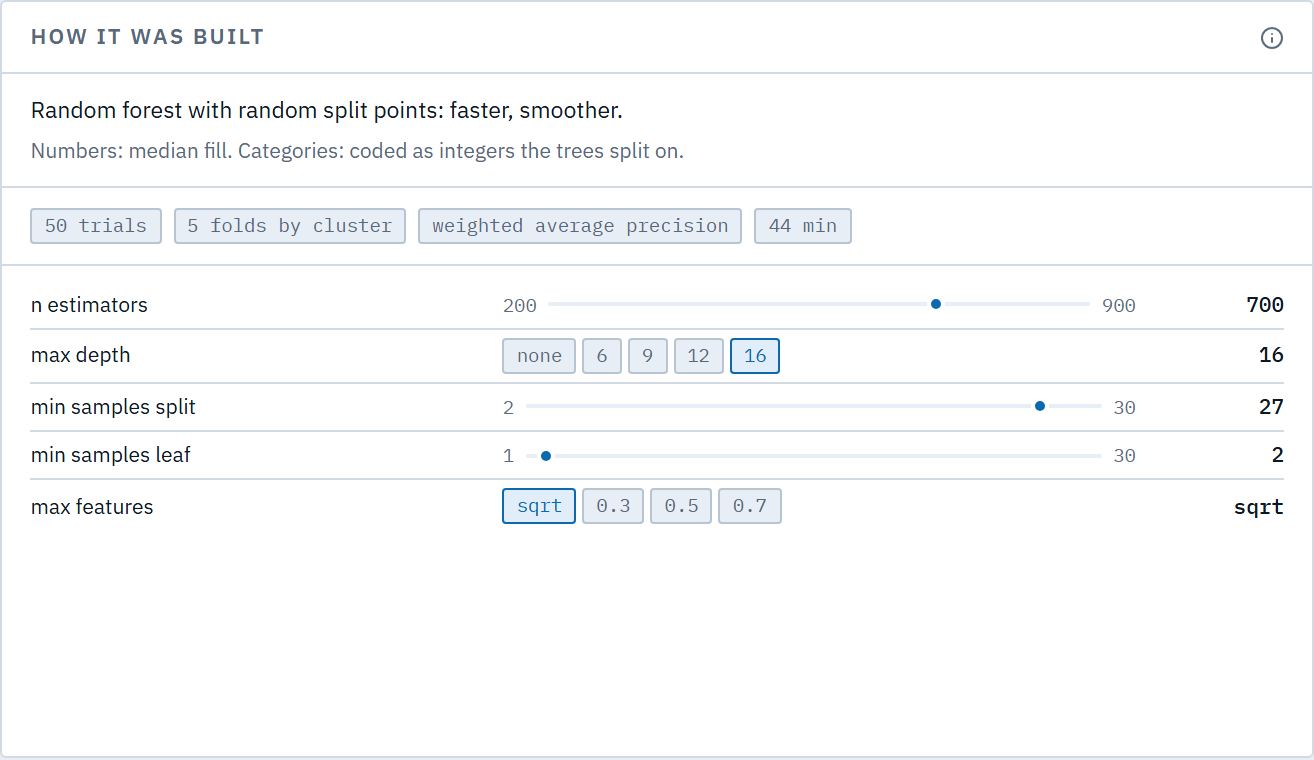 HOW IT WAS BUILT
Random forest with random split points: faster, smoother.
Numbers: median fill. Categories: coded as integers the trees split on.
50 trials 5 folds by cluster weighted average precision 44 min
n estimators 200 900 700
max depth none 6 9 12 16 16
min samples split 2 30 27
min samples leaf 1 30 2
max features sqrt 0.3 0.5 0.7 sqrt